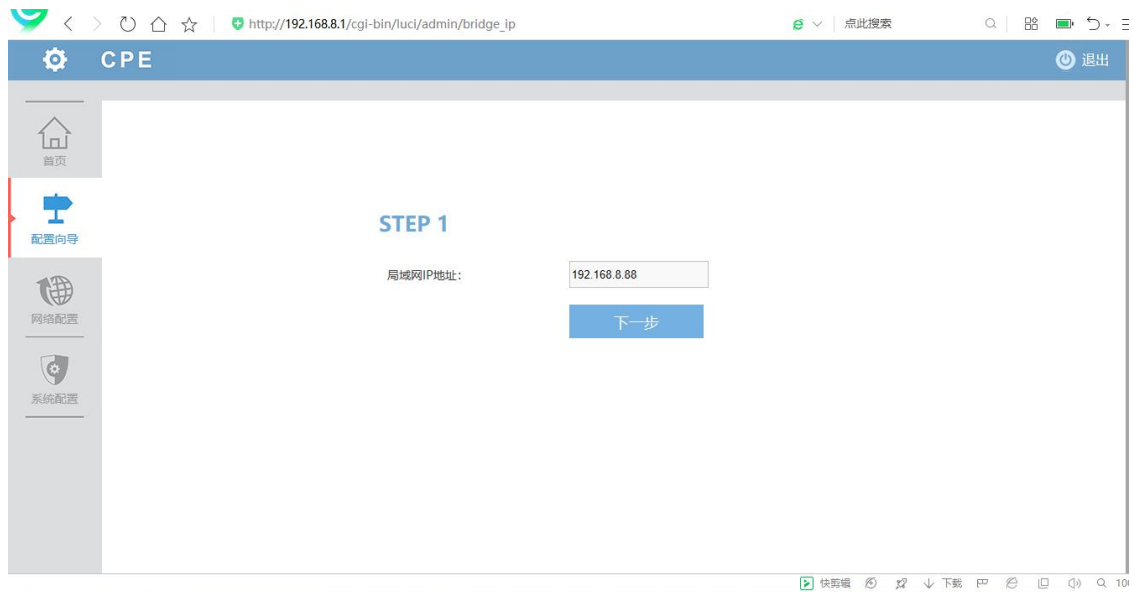 http://192.168.8.1/cgi-bin/luci/admin/bridge_ip
点此搜索
CPE
退出
首页
配置向导
网络配置
系统配置
STEP 1
局域网IP地址：
192.168.8.88
下一步
快剪辑
下载